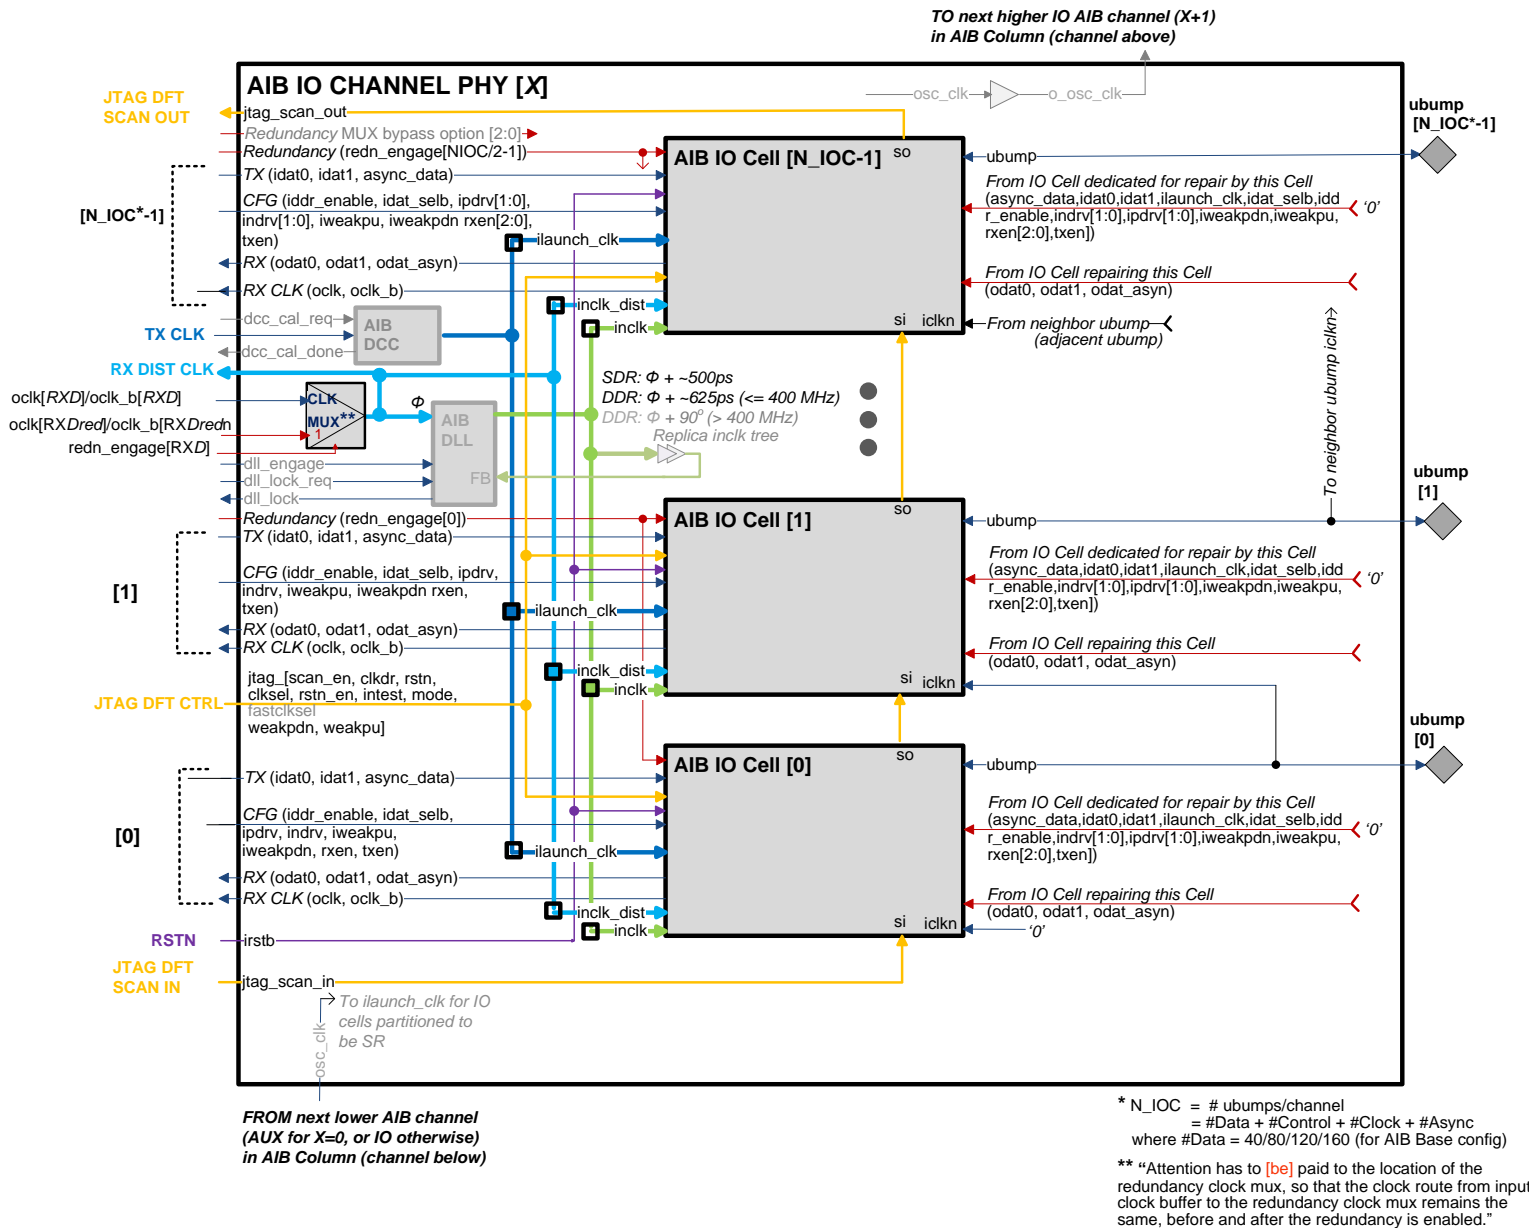 TO next higher IO AIB channel (X+1)
in AIB Column (channel above)
AIB IO CHANNEL PHY [X]
osc_clk
o_osc_clk
JTAG DFT
SCAN OUT
jtag_scan_out
ubump
[N_IOC*-1]
Redundancy MUX bypass option [2:0]
Redundancy (redn_engage[NIOC/2-1])
TX (idat0, idat1, async_data)
[N_IOC*-1]
CFG (iddr_enable, idat_selb, ipdrv[1:0],
indrv[1:0], iweakpu, iweakpdn rxen[2:0],
txen)
ilaunch_clk
RX (odat0, odat1, odat_asyn)
RX CLK (oclk, oclk_b)
inclk_dist
inclk
AIB IO Cell [N_IOC-1]
so
si
iclkn
ubump
From IO Cell dedicated for repair by this Cell
(async_data,idat0,idat1,ilaunch_clk,idat_selb,idd
r_enable,indrv[1:0],ipdrv[1:0],iweakpdn,iweakpu,
rxen[2:0],txen])
'0'
From IO Cell repairing this Cell
(odat0, odat1, odat_asyn)
From neighbor ubump
(adjacent ubump)
To neighbor ubump iclkn
dcc_cal_req
TX CLK
dcc_cal_done
AIB
DCC
RX DIST CLK
oclk[RXD]/oclk_b[RXD]
oclk[RXDred]/oclk_b[RXDredn
redn_engage[RXD]
CLK
MUX**
1
Φ
AIB
DLL
FB
SDR: Φ + ~500ps
DDR: Φ + ~625ps (<= 400 MHz)
DDR: Φ + 90o (> 400 MHz)
Replica inclk tree
dll_engage
dll_lock_req
dll_lock
ubump
[1]
Redundancy (redn_engage[0])
TX (idat0, idat1, async_data)
[1]
CFG (iddr_enable, idat_selb, ipdrv,
indrv, iweakpu, iweakpdn rxen,
txen)
ilaunch_clk
RX (odat0, odat1, odat_asyn)
RX CLK (oclk, oclk_b)
inclk_dist
inclk
AIB IO Cell [1]
so
si
iclkn
ubump
From IO Cell dedicated for repair by this Cell
(async_data,idat0,idat1,ilaunch_clk,idat_selb,idd
r_enable,indrv[1:0],ipdrv[1:0],iweakpdn,iweakpu,
rxen[2:0],txen])
'0'
From IO Cell repairing this Cell
(odat0, odat1, odat_asyn)
JTAG DFT CTRL
jtag_[scan_en, clkdr, rstn,
clksel, rstn_en, intest, mode,
fastclksel
weakpdn, weakpu]
ubump
[0]
TX (idat0, idat1, async_data)
[0]
CFG (iddr_enable, idat_selb,
ipdrv, indrv, iweakpu,
iweakpdn, rxen, txen)
ilaunch_clk
RX (odat0, odat1, odat_asyn)
RX CLK (oclk, oclk_b)
inclk_dist
inclk
AIB IO Cell [0]
so
si
iclkn
ubump
From IO Cell dedicated for repair by this Cell
(async_data,idat0,idat1,ilaunch_clk,idat_selb,idd
r_enable,indrv[1:0],ipdrv[1:0],iweakpdn,iweakpu,
rxen[2:0],txen])
'0'
From IO Cell repairing this Cell
(odat0, odat1, odat_asyn)
'0'
RSTN
irstb
JTAG DFT
SCAN IN
jtag_scan_in
To ilaunch_clk for IO
cells partitioned to
be SR
osc_clk
FROM next lower AIB channel
(AUX for X=0, or IO otherwise)
in AIB Column (channel below)
* N_IOC = # ubumps/channel
= #Data + #Control + #Clock + #Async
where #Data = 40/80/120/160 (for AIB Base config)
** “Attention has to [be] paid to the location of the
redundancy clock mux, so that the clock route from input
clock buffer to the redundancy clock mux remains the
same, before and after the redundancy is enabled.”